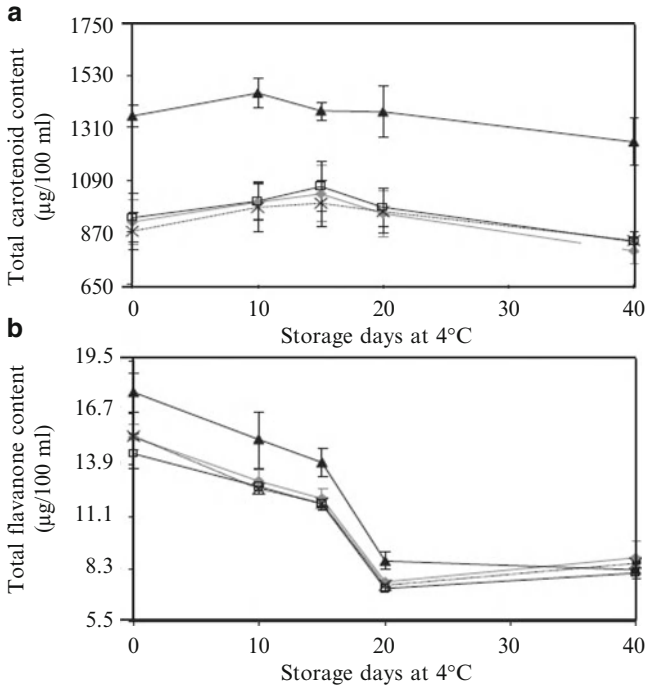 a
1750
1530
1310
1090
870
650
Total carotenoid content
(µg/100 ml)
0 10 20 30 40
Storage days at 4°C
b
19.5
16.7
13.9
11.1
8.3
5.5
Total flavanone content
(µg/100 ml)
0 10 20 30 40
Storage days at 4°C